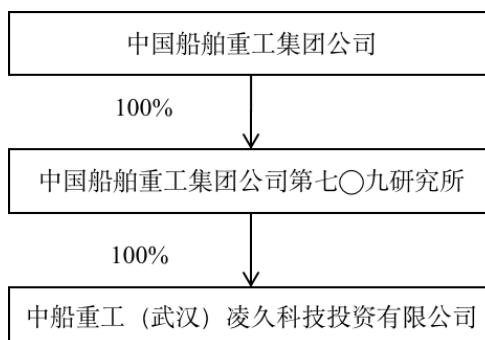 中国船舶重工集团公司
100%
中国船舶重工集团公司第七〇九研究所
100%
中船重工（武汉）凌久科技投资有限公司